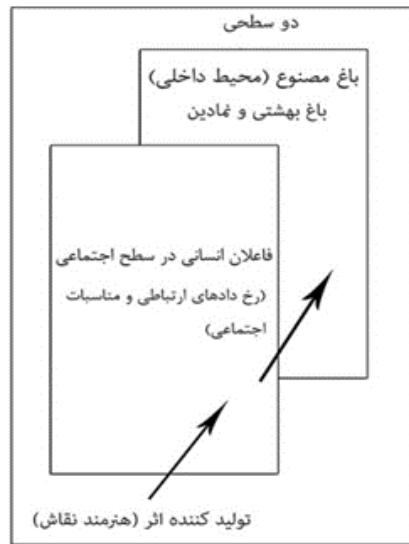 دو سطحی
باغ مصنوع (محیط داخلی)
باغ بهشتی و نمادین
فاعلان انسانی در سطح اجتماعی
(رخ دادهای ارتباطی و مناسبات
اجتماعی)
تولید کننده اثر (هنرمند نقاش)